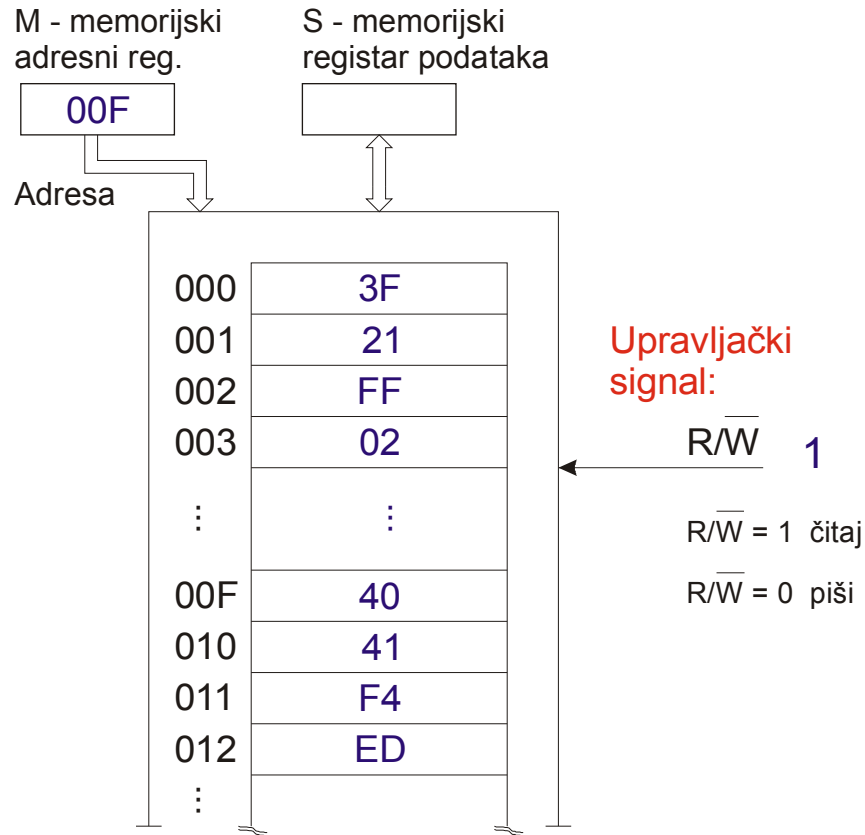 M - memorijski
adresni reg.
S - memorijski
registar podataka
00F
Adresa
000 3F
001 21
002 FF
003 02
⋮ ⋮
00F 40
010 41
011 F4
012 ED
⋮
Upravljački
signal:
R/W̅ 1
R/W̅ = 1 čitaj
R/W̅ = 0 piši